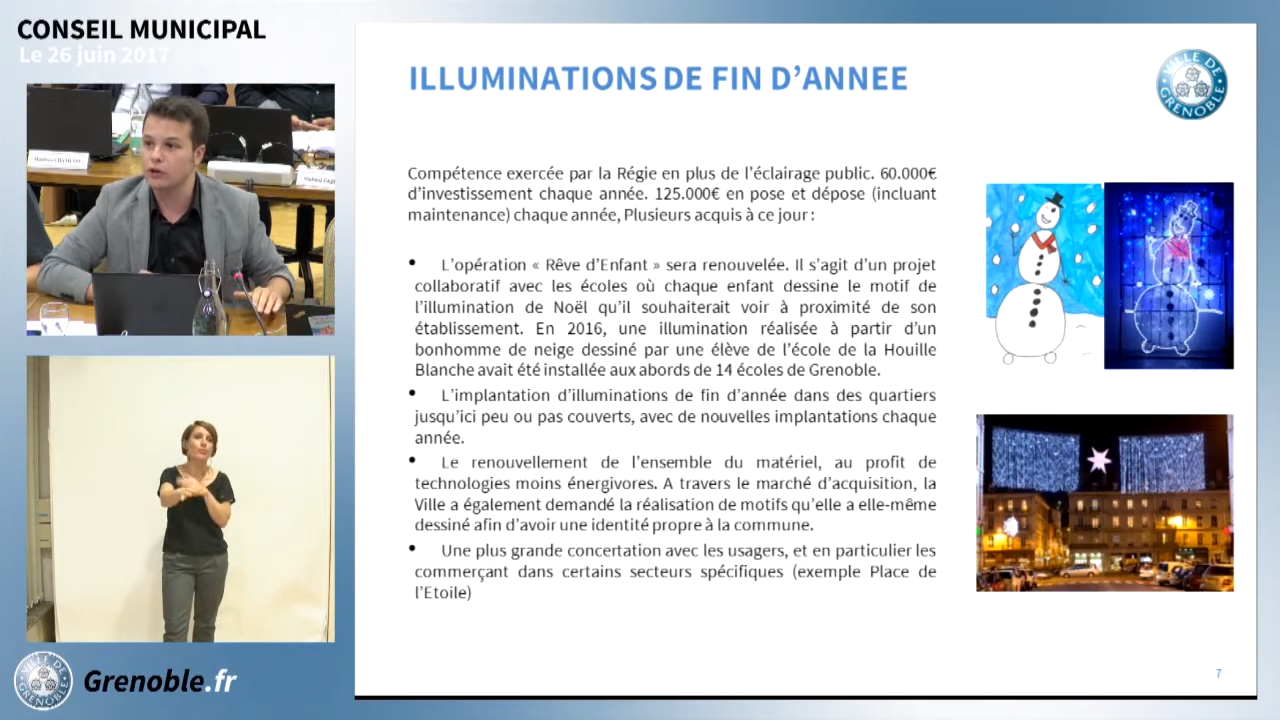 CONSEIL MUNICIPAL
Le 26 juin 2017
ILLUMINATIONS DE FIN D'ANNEE
VILLE DE GRENOBLE
Compétence exercée par la Régie en plus de l'éclairage public. 60.000€
d'investissement chaque année. 125.000€ en pose et dépose (incluant
maintenance) chaque année, Plusieurs acquis à ce jour :
• L'opération « Rêve d'Enfant » sera renouvelée. Il s'agit d'un projet
collaboratif avec les écoles où chaque enfant dessine le motif de
l'illumination de Noël qu'il souhaiterait voir à proximité de son
établissement. En 2016, une illumination réalisée à partir d'un
bonhomme de neige dessiné par une élève de l'école de la Houille
Blanche avait été installée aux abords de 14 écoles de Grenoble.
• L'implantation d'illuminations de fin d'année dans des quartiers
jusqu'ici peu ou pas couverts, avec de nouvelles implantations chaque
année.
• Le renouvellement de l'ensemble du matériel, au profit de
technologies moins énergivores. A travers le marché d'acquisition, la
Ville a également demandé la réalisation de motifs qu'elle a elle-même
dessiné afin d'avoir une identité propre à la commune.
• Une plus grande concertation avec les usagers, et en particulier les
commerçant dans certains secteurs spécifiques (exemple Place de
l'Etoile)
7
VILLE DE GRENOBLE
Grenoble.fr